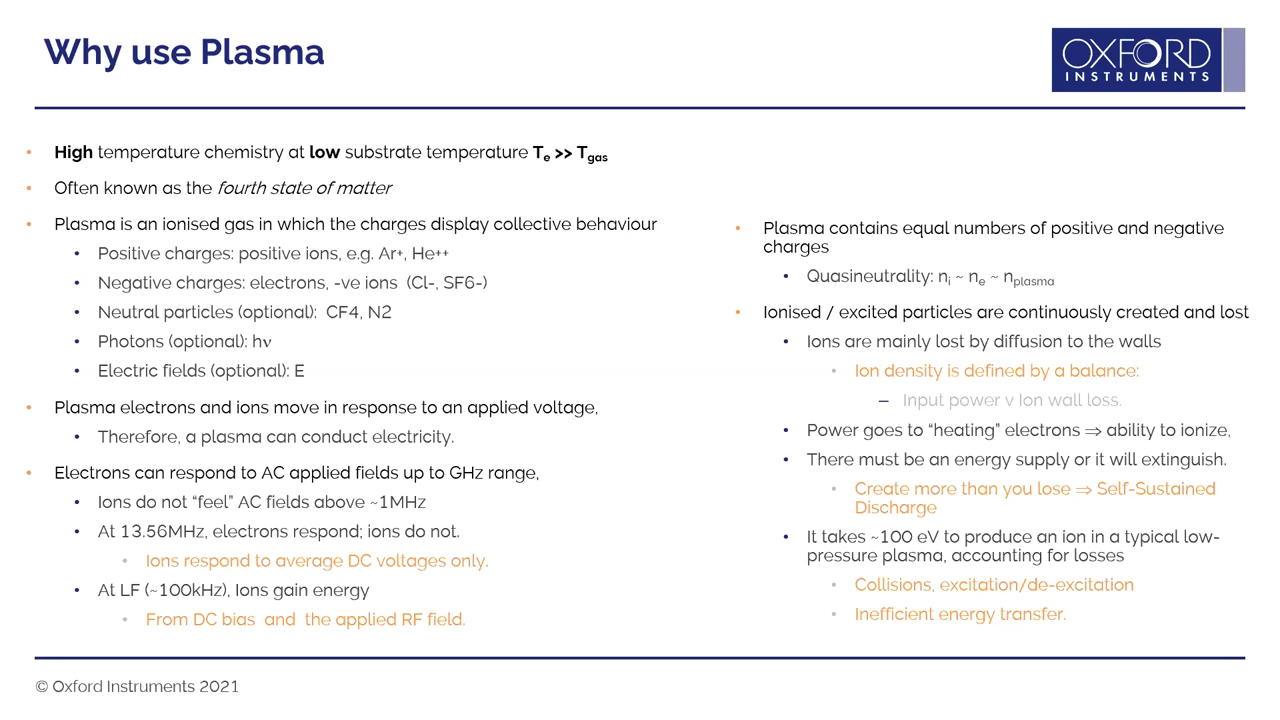 Why use Plasma
OXFORD
INSTRUMENTS
• High temperature chemistry at low substrate temperature Te >> Tgas
• Often known as the fourth state of matter
• Plasma is an ionised gas in which the charges display collective behaviour
• Positive charges: positive ions, e.g. Ar+, He++
• Negative charges: electrons, -ve ions (Cl-, SF6-)
• Neutral particles (optional): CF4, N2
• Photons (optional): hν
• Electric fields (optional): E
• Plasma electrons and ions move in response to an applied voltage,
• Therefore, a plasma can conduct electricity.
• Electrons can respond to AC applied fields up to GHz range,
• Ions do not “feel” AC fields above ~1MHz
• At 13.56MHz, electrons respond; ions do not.
• Ions respond to average DC voltages only.
• At LF (~100kHz), Ions gain energy
• From DC bias and the applied RF field.
• Plasma contains equal numbers of positive and negative
charges
• Quasineutrality: ni ~ ne ~ nplasma
• Ionised / excited particles are continuously created and lost
• Ions are mainly lost by diffusion to the walls
• Ion density is defined by a balance:
– Input power v Ion wall loss.
• Power goes to “heating” electrons ⇒ ability to ionize,
• There must be an energy supply or it will extinguish.
• Create more than you lose ⇒ Self-Sustained
Discharge
• It takes ~100 eV to produce an ion in a typical low-
pressure plasma, accounting for losses
• Collisions, excitation/de-excitation
• Inefficient energy transfer.
© Oxford Instruments 2021